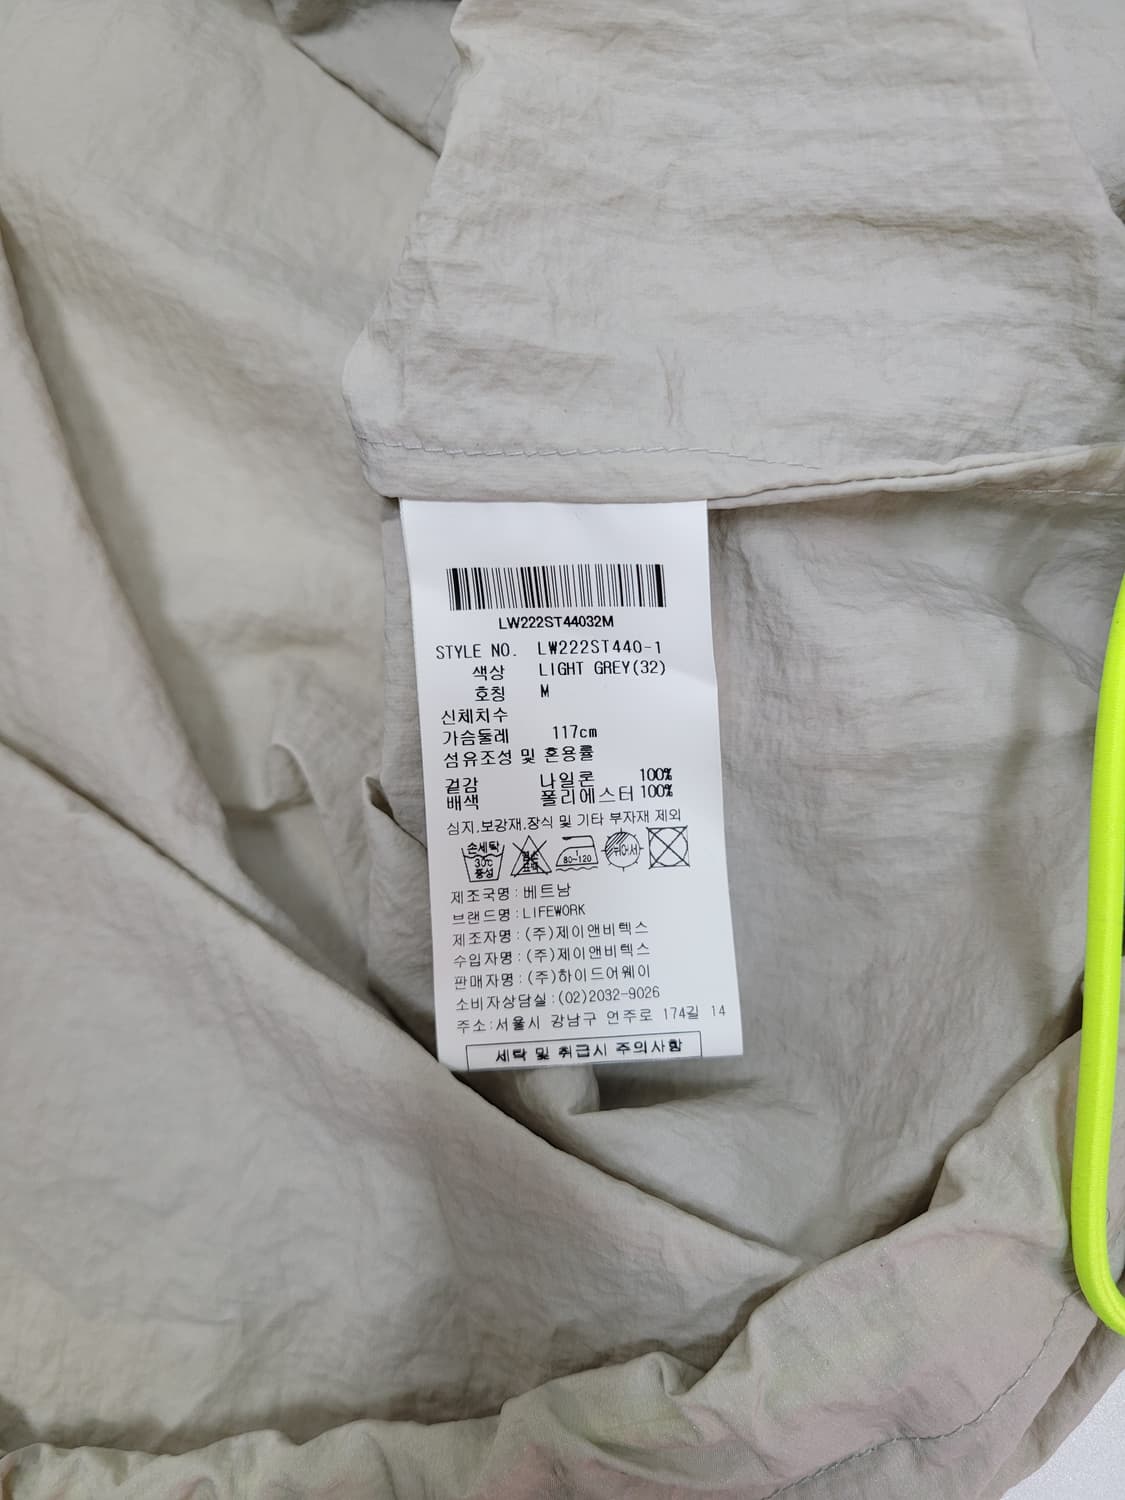 LW222ST44032M
STYLE NO. LW222ST440-1
색상 LIGHT GREY(32)
호칭 M
신체치수
가슴둘레 117cm
섬유조성 및 혼용률
겉감 나일론 100%
배색 폴리에스터 100%
심지,보강재,장식 및 기타 부자재 제외
손세탁 30℃ 중성 80~120
제조국명:베트남
브랜드명:LIFEWORK
제조자명:(주)제이앤비텍스
수입자명:(주)제이앤비텍스
판매자명:(주)하이드어웨이
소비자상담실:(02)2032-9026
주소:서울시 강남구 언주로 174길 14
세탁 및 취급시 주의사항